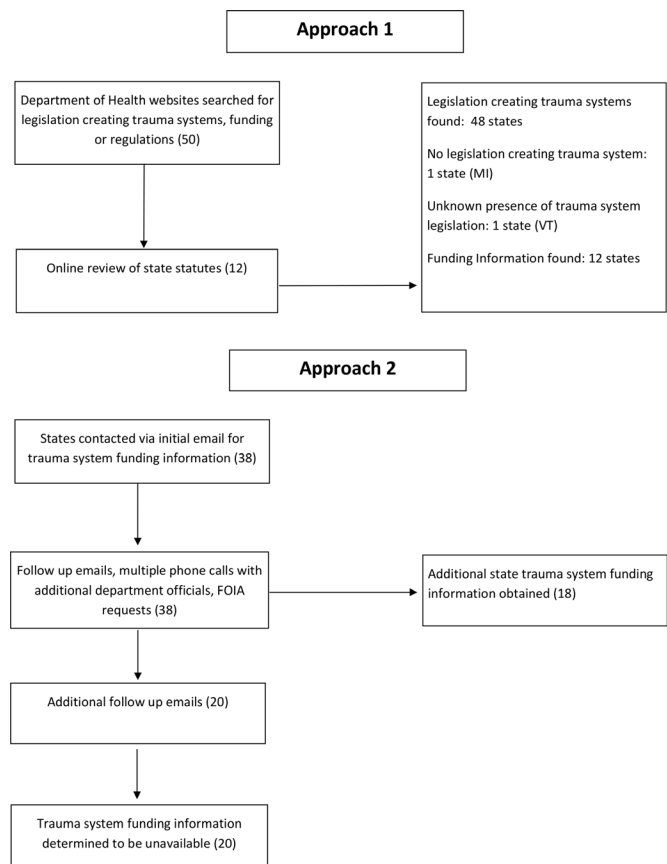 Approach 1
Department of Health websites searched for
legislation creating trauma systems, funding
or regulations (50)
Online review of state statutes (12)
Legislation creating trauma systems
found:  48 states
No legislation creating trauma system:
1 state (MI)
Unknown presence of trauma system
legislation: 1 state (VT)
Funding Information found: 12 states
Approach 2
States contacted via initial email for
trauma system funding information (38)
Follow up emails, multiple phone calls with
additional department officials, FOIA
requests (38)
Additional state trauma system funding
information obtained (18)
Additional follow up emails (20)
Trauma system funding information
determined to be unavailable (20)